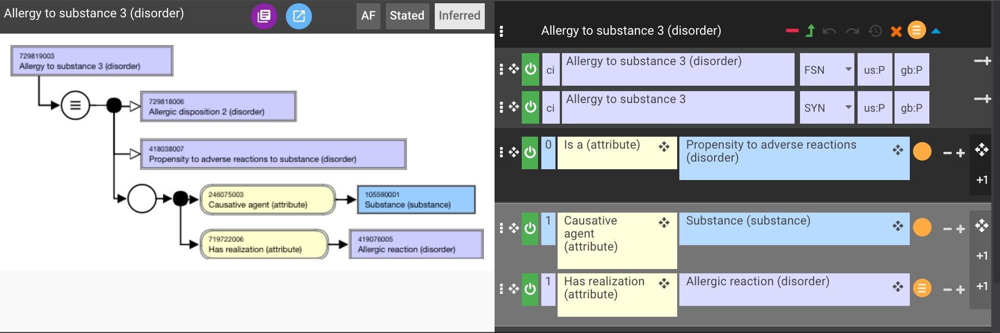 Allergy to substance 3 (disorder)
AF
Stated
Inferred
729819003
Allergy to substance 3 (disorder)
729818006
Allergic disposition 2 (disorder)
418038007
Propensity to adverse reactions to substance (disorder)
246075003
Causative agent (attribute)
105590001
Substance (substance)
719722006
Has realization (attribute)
419076005
Allergic reaction (disorder)
Allergy to substance 3 (disorder)
ci
Allergy to substance 3 (disorder)
FSN
us:P
gb:P
ci
Allergy to substance 3
SYN
us:P
gb:P
0
Is a (attribute)
Propensity to adverse reactions
(disorder)
+1
1
Causative
agent
(attribute)
Substance (substance)
+1
1
Has realization
(attribute)
Allergic reaction (disorder)
+1